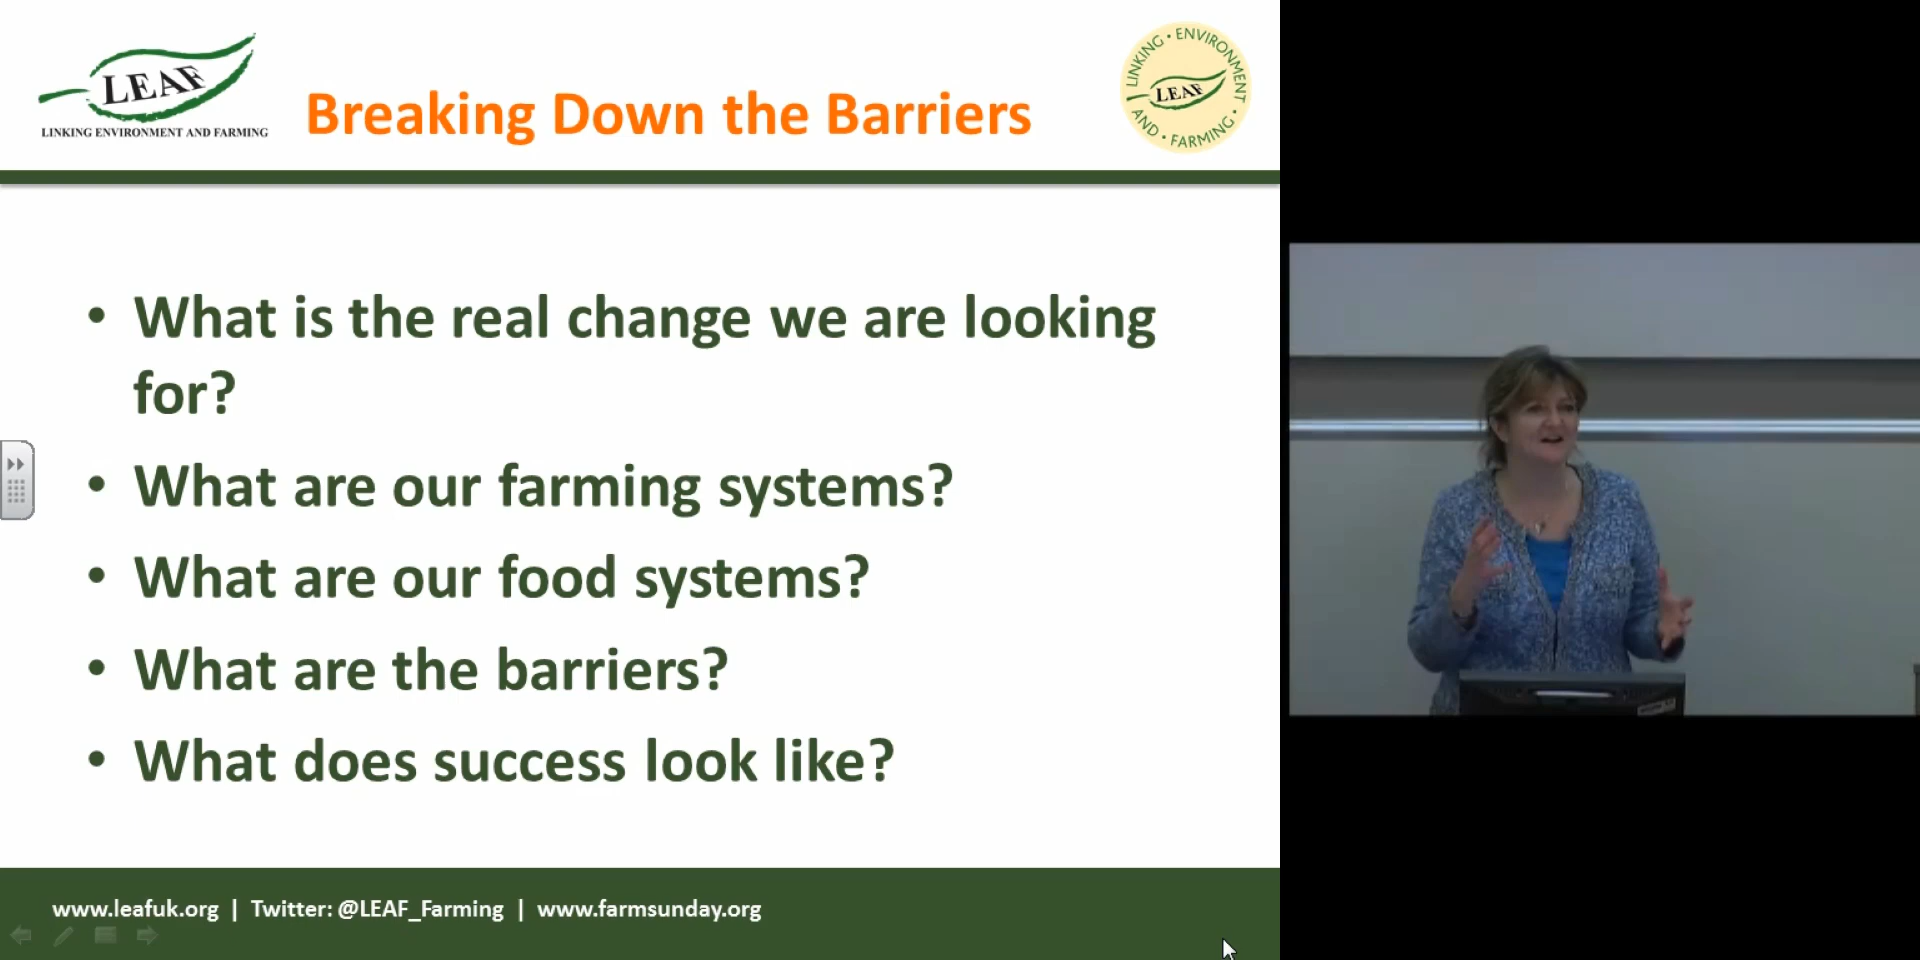 LEAF
LINKING ENVIRONMENT AND FARMING
Breaking Down the Barriers
LINKING • ENVIRONMENT
LEAF
AND • FARMING •
• What is the real change we are looking
for?
• What are our farming systems?
• What are our food systems?
• What are the barriers?
• What does success look like?
www.leafuk.org | Twitter: @LEAF_Farming | www.farmsunday.org